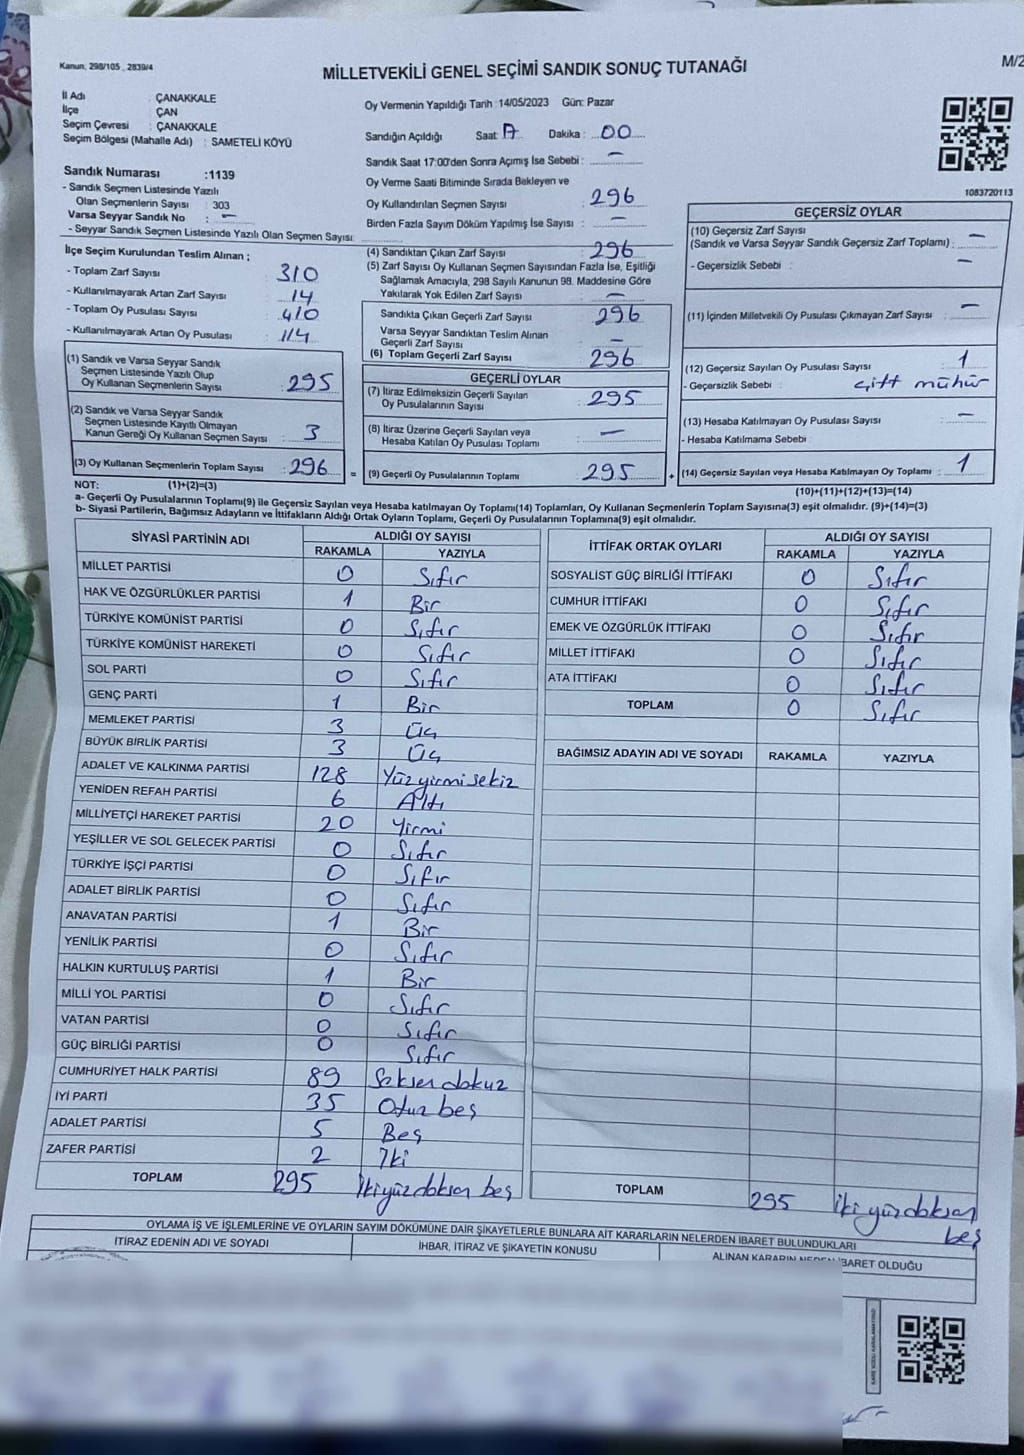 Kanun, 298/105 , 2839/4
MİLLETVEKİLİ GENEL SEÇİMİ SANDIK SONUÇ TUTANAĞI
M/2
İl Adı : ÇANAKKALE
İlçe : ÇAN
Seçim Çevresi : ÇANAKKALE
Seçim Bölgesi (Mahalle Adı) : SAMETELİ KÖYÜ
Sandık Numarası :1139
- Sandık Seçmen Listesinde Yazılı
Olan Seçmenlerin Sayısı : 303
Varsa Seyyar Sandık No : -
- Seyyar Sandık Seçmen Listesinde Yazılı Olan Seçmen Sayısı:
İlçe Seçim Kurulundan Teslim Alınan ;
- Toplam Zarf Sayısı : 310
- Kullanılmayarak Artan Zarf Sayısı : 14
- Toplam Oy Pusulası Sayısı : 410
- Kullanılmayarak Artan Oy Pusulası : 114
Oy Vermenin Yapıldığı Tarih :14/05/2023 Gün: Pazar
Sandığın Açıldığı Saat: Dakika : 00
Sandık Saat 17:00'den Sonra Açımış İse Sebebi : -
Oy Verme Saati Bitiminde Sırada Bekleyen ve
Oy Kullandırılan Seçmen Sayısı : 296
Birden Fazla Sayım Döküm Yapılmış İse Sayısı : -
(4) Sandıktan Çıkan Zarf Sayısı : 296
(5) Zarf Sayısı Oy Kullanan Seçmen Sayısından Fazla İse, Eşitliği
Sağlamak Amacıyla, 298 Sayılı Kanunun 98. Maddesine Göre
Yakılarak Yok Edilen Zarf Sayısı : -
Sandıkta Çıkan Geçerli Zarf Sayısı : 296
Varsa Seyyar Sandıktan Teslim Alınan
Geçerli Zarf Sayısı : -
(6) Toplam Geçerli Zarf Sayısı : 296
1083720113
GEÇERSİZ OYLAR
(10) Geçersiz Zarf Sayısı
(Sandık ve Varsa Seyyar Sandık Geçersiz Zarf Toplamı) : -
- Geçersizlik Sebebi : -
(11) İçinden Milletvekili Oy Pusulası Çıkmayan Zarf Sayısı : -
(12) Geçersiz Sayılan Oy Pusulası Sayısı : 1
- Geçersizlik Sebebi : çift mühür
(13) Hesaba Katılmayan Oy Pusulası Sayısı : -
- Hesaba Katılmama Sebebi :
(14) Geçersiz Sayılan veya Hesaba Katılmayan Oy Toplamı : 1
(10)+(11)+(12)+(13)=(14)
(1) Sandık ve Varsa Seyyar Sandık
Seçmen Listesinde Yazılı Olup
Oy Kullanan Seçmenlerin Sayısı : 295
(2) Sandık ve Varsa Seyyar Sandık
Seçmen Listesinde Kayıtlı Olmayan
Kanun Gereği Oy Kullanan Seçmen Sayısı : 3
(3) Oy Kullanan Seçmenlerin Toplam Sayısı : 296
GEÇERLİ OYLAR
(7) İtiraz Edilmeksizin Geçerli Sayılan
Oy Pusulalarının Sayısı : 295
(8) İtiraz Üzerine Geçerli Sayılan veya
Hesaba Katılan Oy Pusulası Toplamı : -
= (9) Geçerli Oy Pusulalarının Toplamı : 295 +
NOT: (1)+(2)=(3)
a- Geçerli Oy Pusulalarının Toplamı(9) ile Geçersiz Sayılan veya Hesaba Katılmayan Oy Toplamı(14) Toplamları, Oy Kullanan Seçmenlerin Toplam Sayısına(3) eşit olmalıdır. (9)+(14)=(3)
b- Siyasi Partilerin, Bağımsız Adayların ve İttifakların Aldığı Ortak Oyların Toplamı, Geçerli Oy Pusulalarının Toplamına(9) eşit olmalıdır.
SİYASİ PARTİNİN ADI ALDIĞI OY SAYISI
RAKAMLA YAZIYLA
MİLLET PARTİSİ 0 Sıfır
HAK VE ÖZGÜRLÜKLER PARTİSİ 1 Bir
TÜRKİYE KOMÜNİST PARTİSİ 0 Sıfır
TÜRKİYE KOMÜNİST HAREKETİ 0 Sıfır
SOL PARTİ 0 Sıfır
GENÇ PARTİ 1 Bir
MEMLEKET PARTİSİ 3 Üç
BÜYÜK BİRLİK PARTİSİ 3 Üç
ADALET VE KALKINMA PARTİSİ 128 Yüz yirmi sekiz
YENİDEN REFAH PARTİSİ 6 Altı
MİLLİYETÇİ HAREKET PARTİSİ 20 Yirmi
YEŞİLLER VE SOL GELECEK PARTİSİ 0 Sıfır
TÜRKİYE İŞÇİ PARTİSİ 0 Sıfır
ADALET BİRLİK PARTİSİ 0 Sıfır
ANAVATAN PARTİSİ 1 Bir
YENİLİK PARTİSİ 0 Sıfır
HALKIN KURTULUŞ PARTİSİ 1 Bir
MİLLİ YOL PARTİSİ 0 Sıfır
VATAN PARTİSİ 0 Sıfır
GÜÇ BİRLİĞİ PARTİSİ 0 Sıfır
CUMHURİYET HALK PARTİSİ 89 Seksen dokuz
İYİ PARTİ 35 Otuz beş
ADALET PARTİSİ 5 Beş
ZAFER PARTİSİ 2 İki
TOPLAM 295 İki yüz doksan beş
İTTİFAK ORTAK OYLARI ALDIĞI OY SAYISI
RAKAMLA YAZIYLA
SOSYALİST GÜÇ BİRLİĞİ İTTİFAKI 0 Sıfır
CUMHUR İTTİFAKI 0 Sıfır
EMEK VE ÖZGÜRLÜK İTTİFAKI 0 Sıfır
MİLLET İTTİFAKI 0 Sıfır
ATA İTTİFAKI 0 Sıfır
TOPLAM 0 Sıfır
BAĞIMSIZ ADAYIN ADI VE SOYADI RAKAMLA YAZIYLA
TOPLAM 295 İki yüz doksan
beş
OYLAMA İŞ VE İŞLEMLERİNE VE OYLARIN SAYIM DÖKÜMÜNE DAİR ŞİKAYETLERLE BUNLARA AİT KARARLARIN NELERDEN İBARET BULUNDUKLARI
İTİRAZ EDENİN ADI VE SOYADI İHBAR, İTİRAZ VE ŞİKAYETİN KONUSU ALINAN KARARIN NEDEN İBARET OLDUĞU